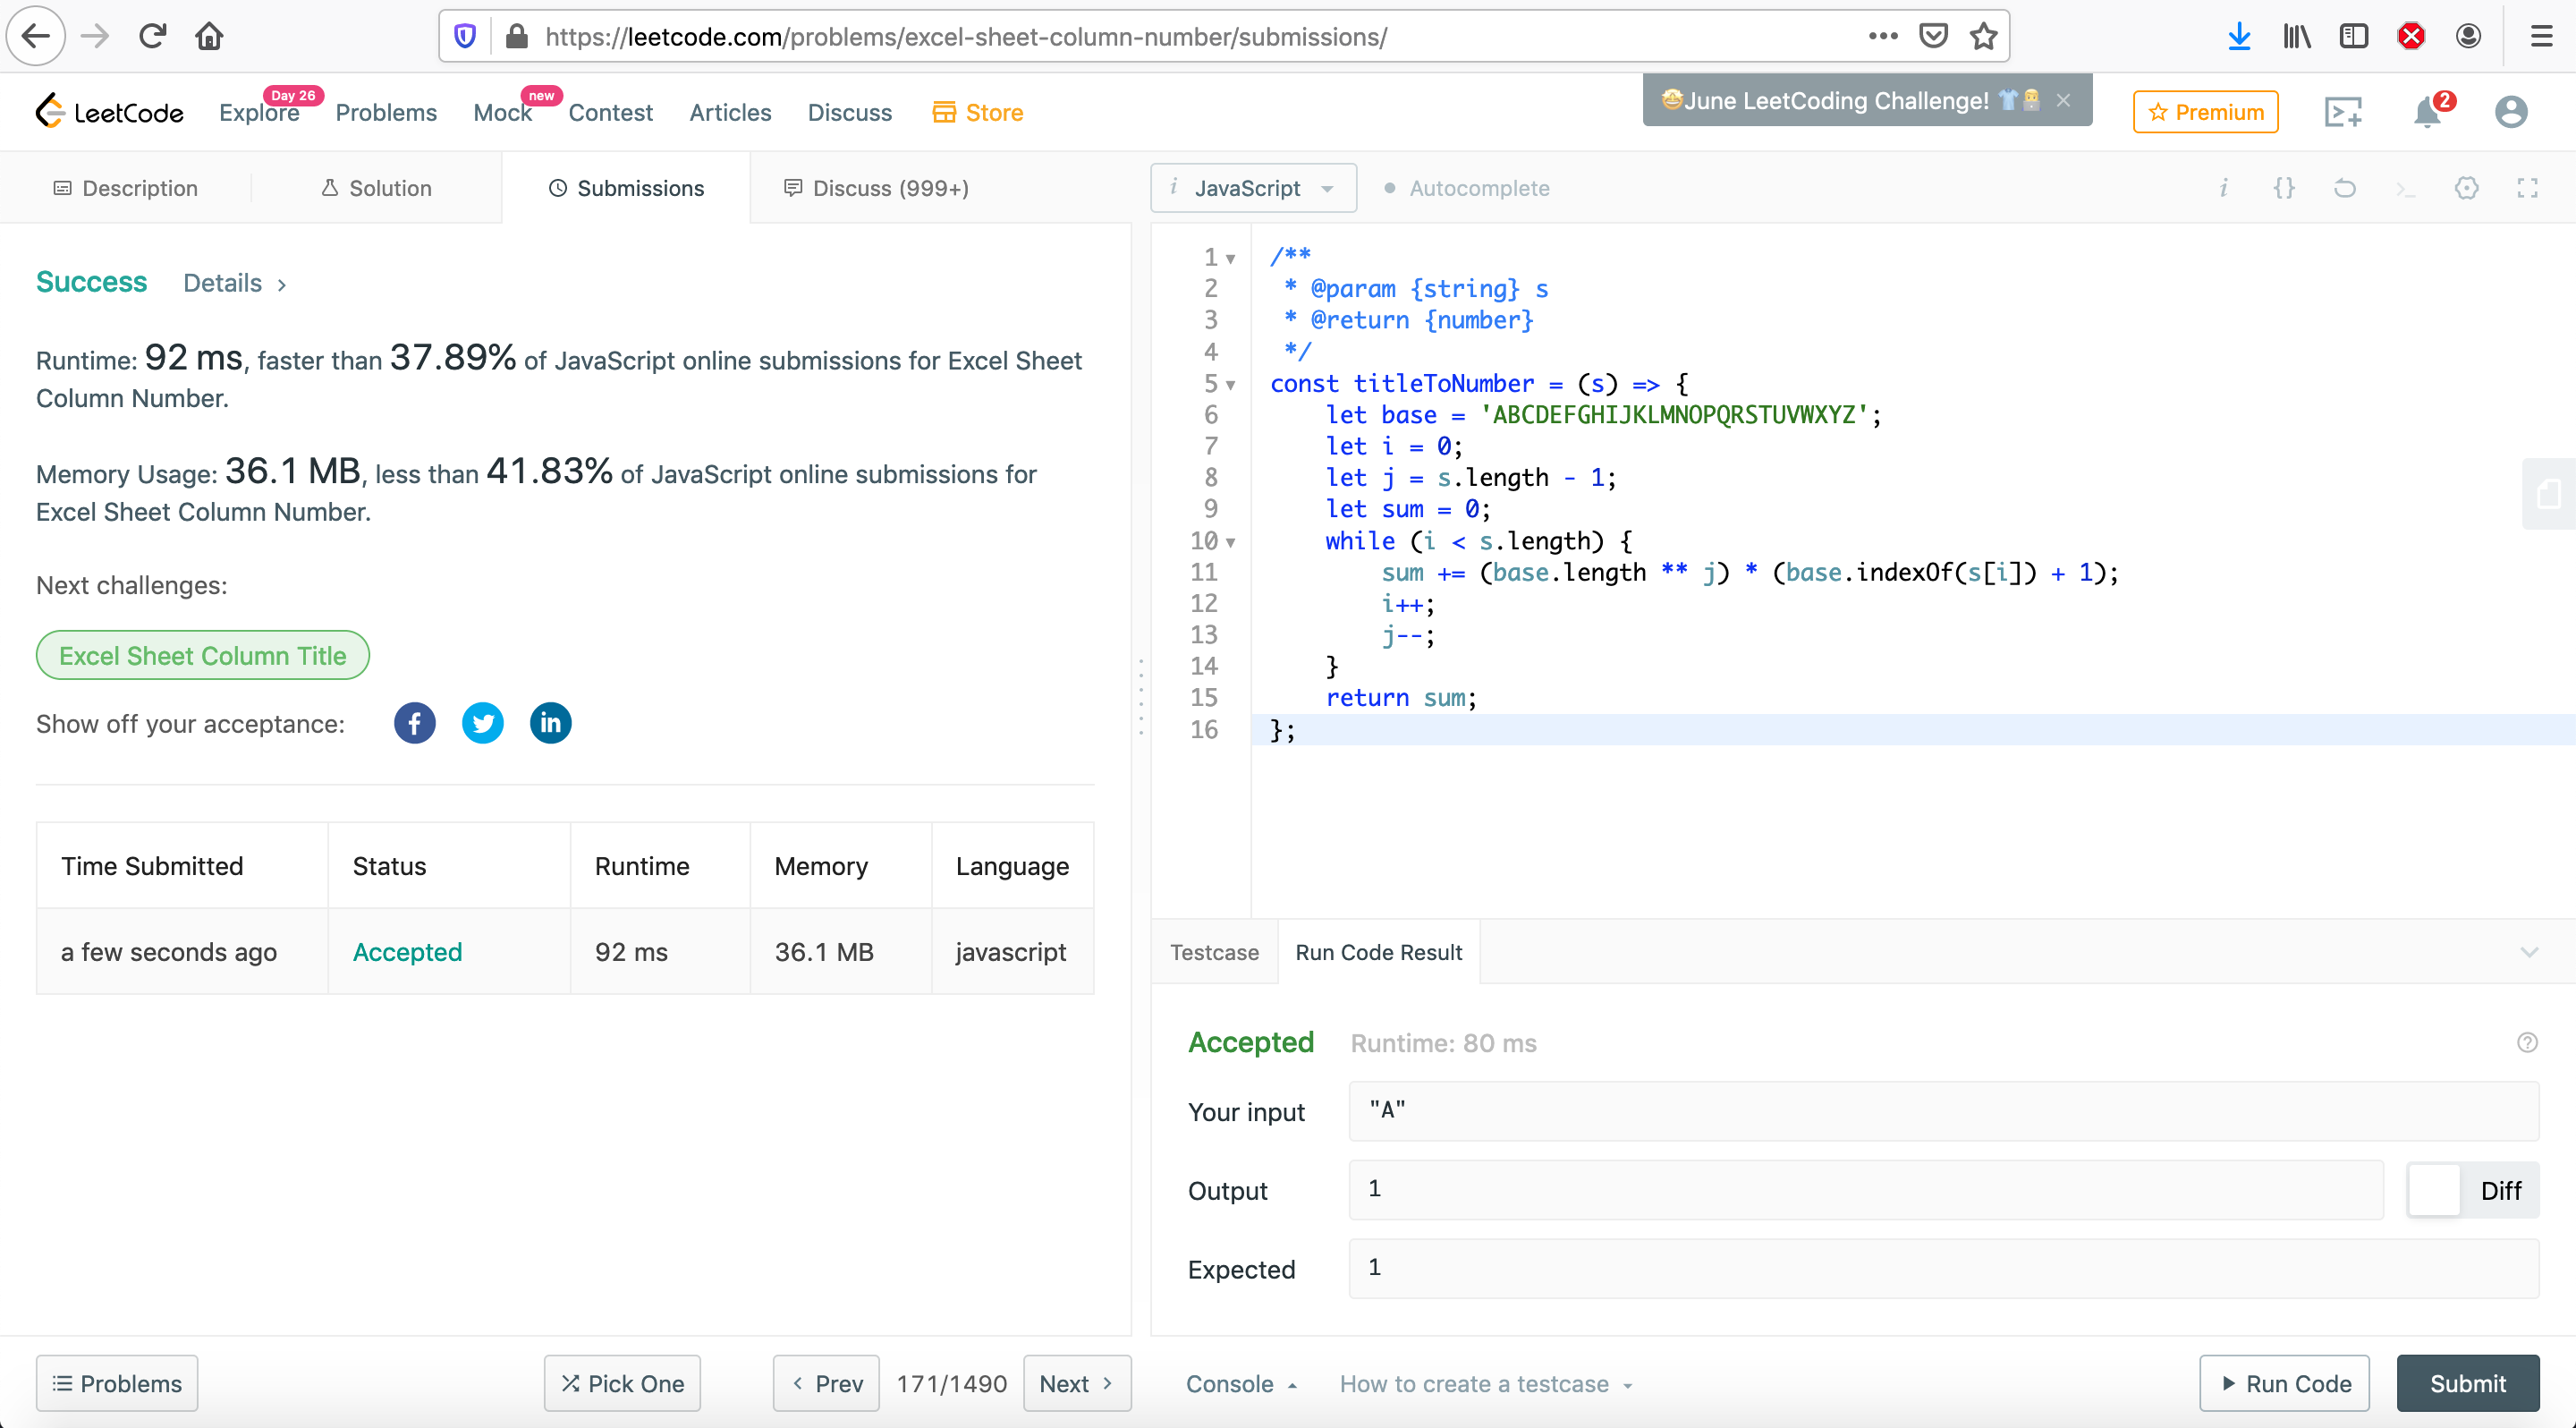 https://leetcode.com/problems/excel-sheet-column-number/submissions/
LeetCode
Explore
Day 26
Problems
Mock
new
Contest
Articles
Discuss
Store
June LeetCoding Challenge!
Premium
2
Description
Solution
Submissions
Discuss (999+)
i JavaScript
Autocomplete
i {}
Success Details >
Runtime: 92 ms, faster than 37.89% of JavaScript online submissions for Excel Sheet
Column Number.
Memory Usage: 36.1 MB, less than 41.83% of JavaScript online submissions for
Excel Sheet Column Number.
Next challenges:
Excel Sheet Column Title
Show off your acceptance:
f in
Time Submitted Status Runtime Memory Language
a few seconds ago Accepted 92 ms 36.1 MB javascript
1 /**
2 * @param {string} s
3 * @return {number}
4 */
5 const titleToNumber = (s) => {
6 let base = 'ABCDEFGHIJKLMNOPQRSTUVWXYZ';
7 let i = 0;
8 let j = s.length - 1;
9 let sum = 0;
10 while (i < s.length) {
11 sum += (base.length ** j) * (base.indexOf(s[i]) + 1);
12 i++;
13 j--;
14 }
15 return sum;
16 };
Testcase
Run Code Result
Accepted Runtime: 80 ms
Your input "A"
Output 1
Diff
Expected 1
Problems
Pick One
< Prev
171/1490
Next >
Console
How to create a testcase
Run Code
Submit